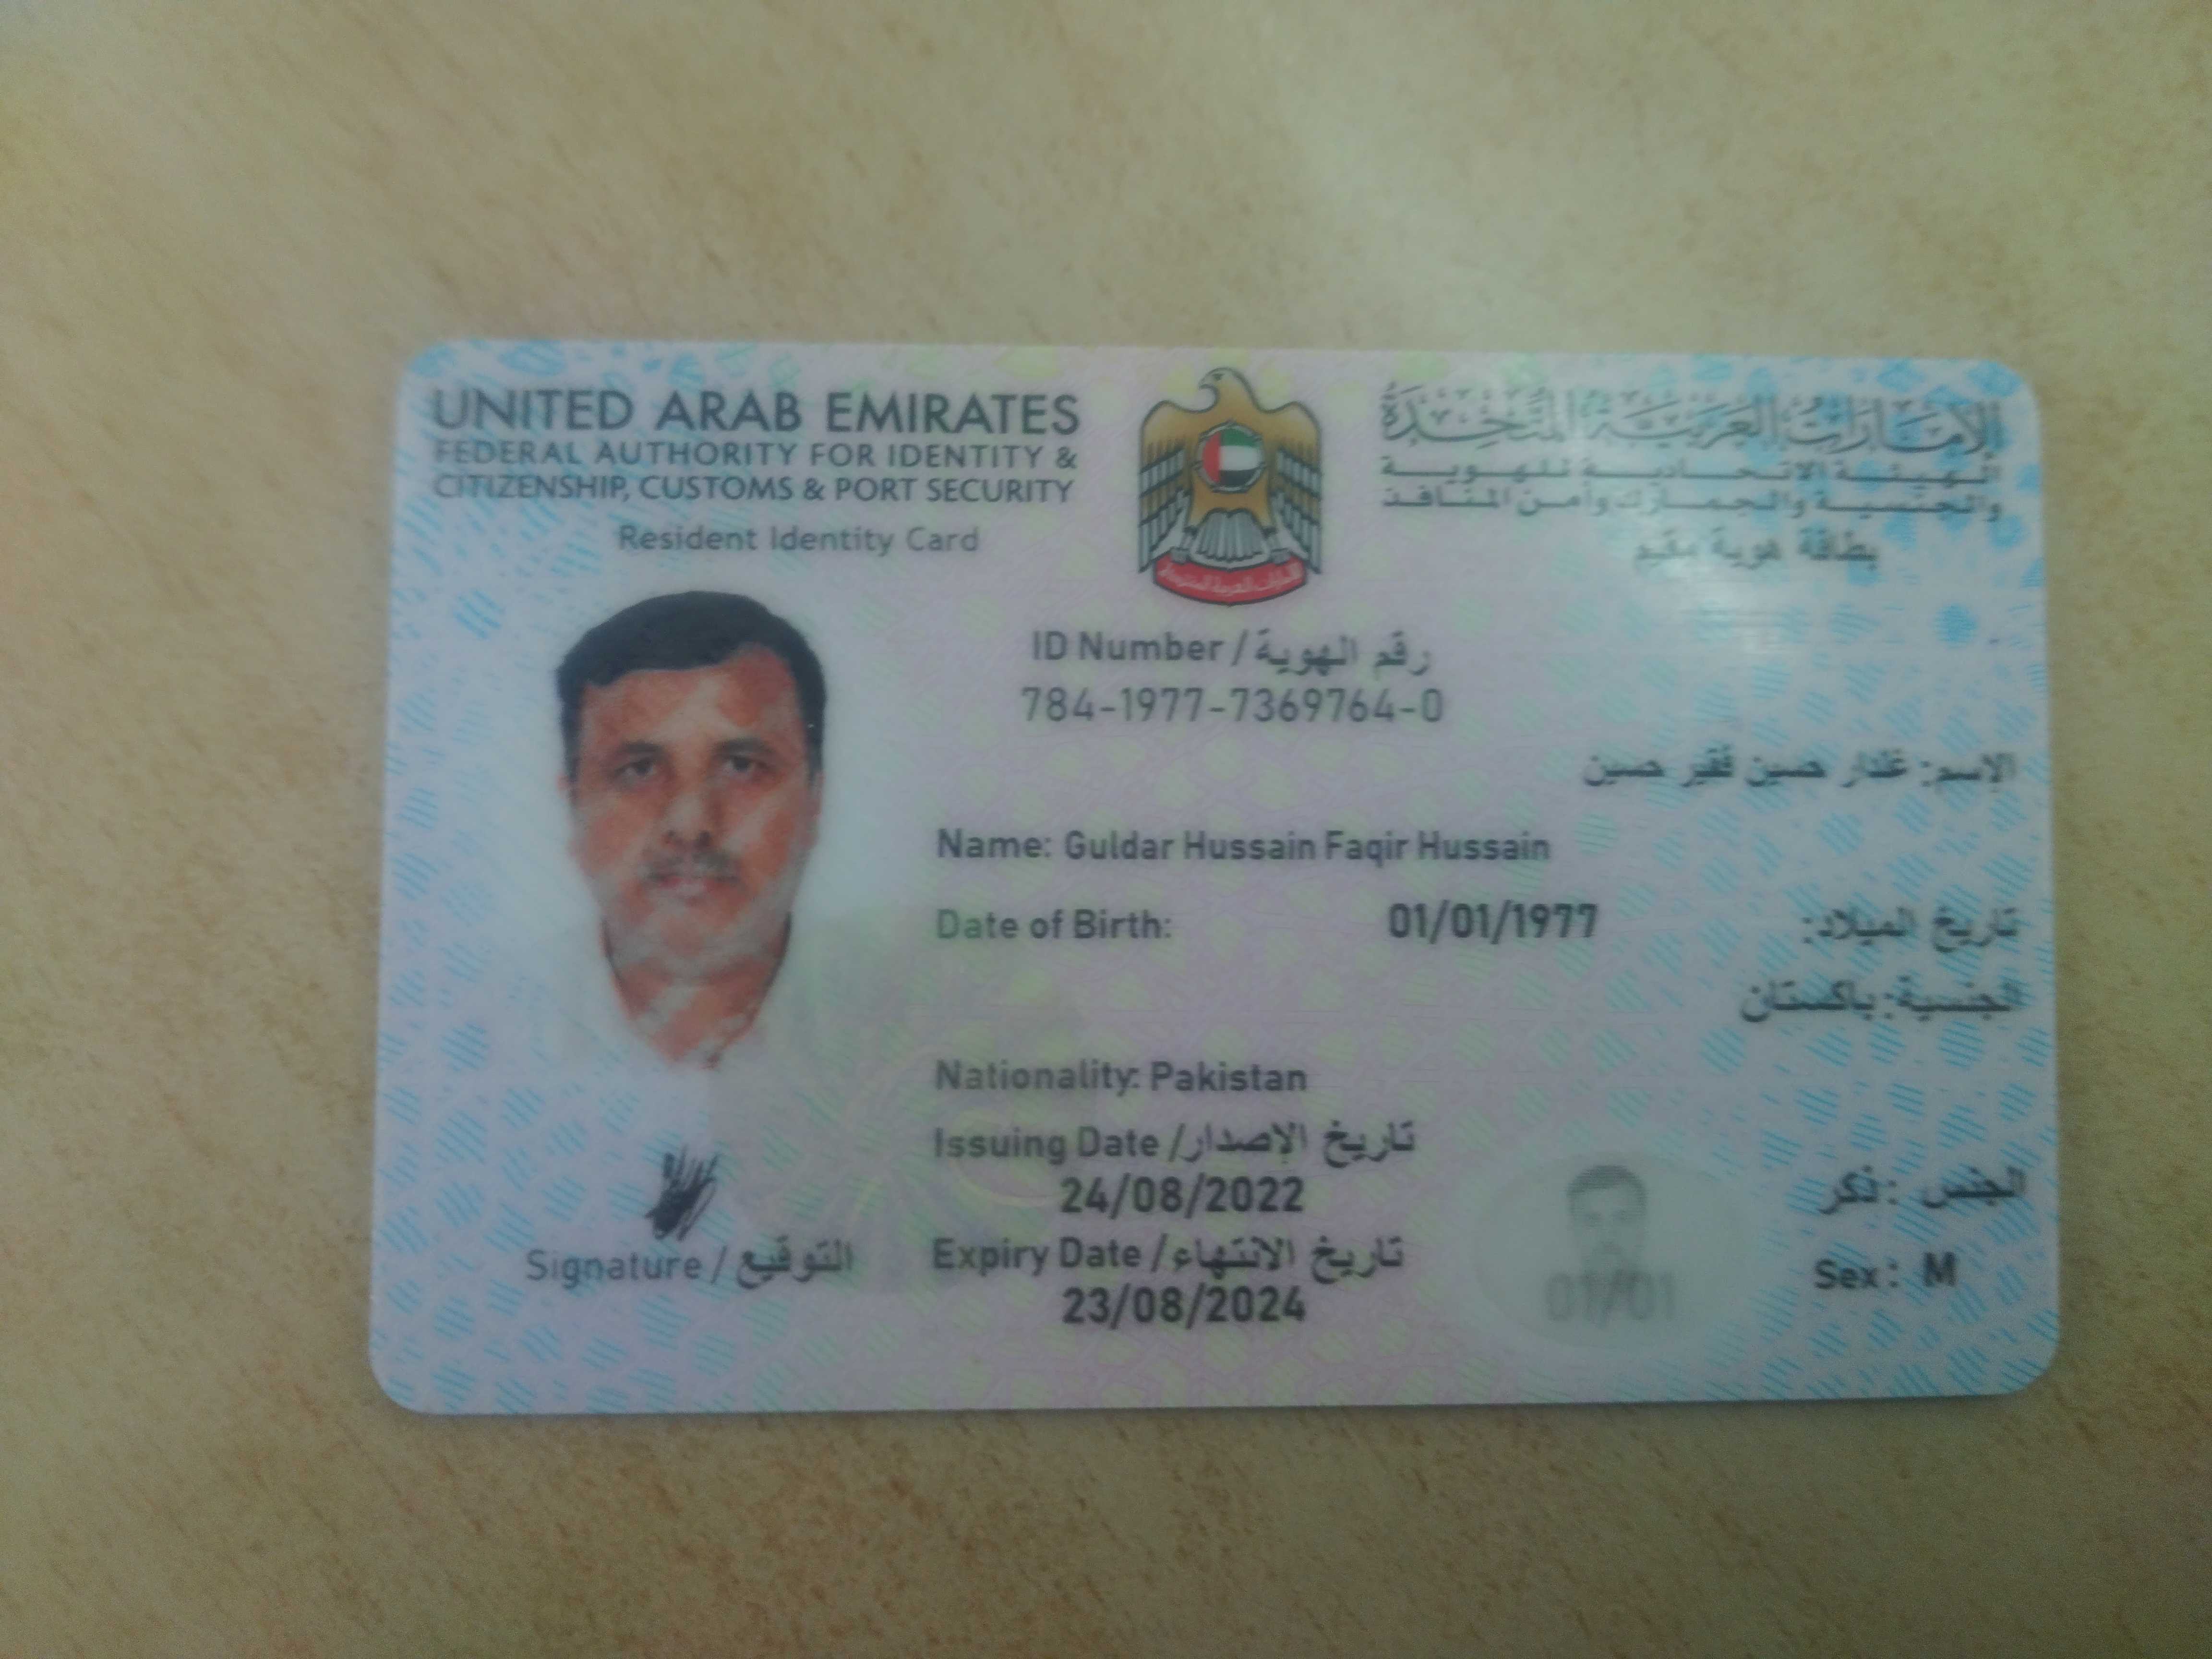 UNITED ARAB EMIRATES
FEDERAL AUTHORITY FOR IDENTITY &
CITIZENSHIP, CUSTOMS & PORT SECURITY
Resident Identity Card
الإمارات العربية المتحدة
الهيئة الاتحادية للهوية
والجنسية والجمارك وأمن المنافذ
بطاقة هوية مقيم
ID Number / رقم الهوية
784-1977-7369764-0
الاسم: غلدار حسين فقير حسين
Name: Guldar Hussain Faqir Hussain
Date of Birth: 01/01/1977 تاريخ الميلاد:
الجنسية: باكستان
Nationality: Pakistan
Issuing Date / تاريخ الإصدار
24/08/2022
Expiry Date / تاريخ الانتهاء
23/08/2024
الجنس: ذكر
Sex: M
Signature / التوقيع
01/01